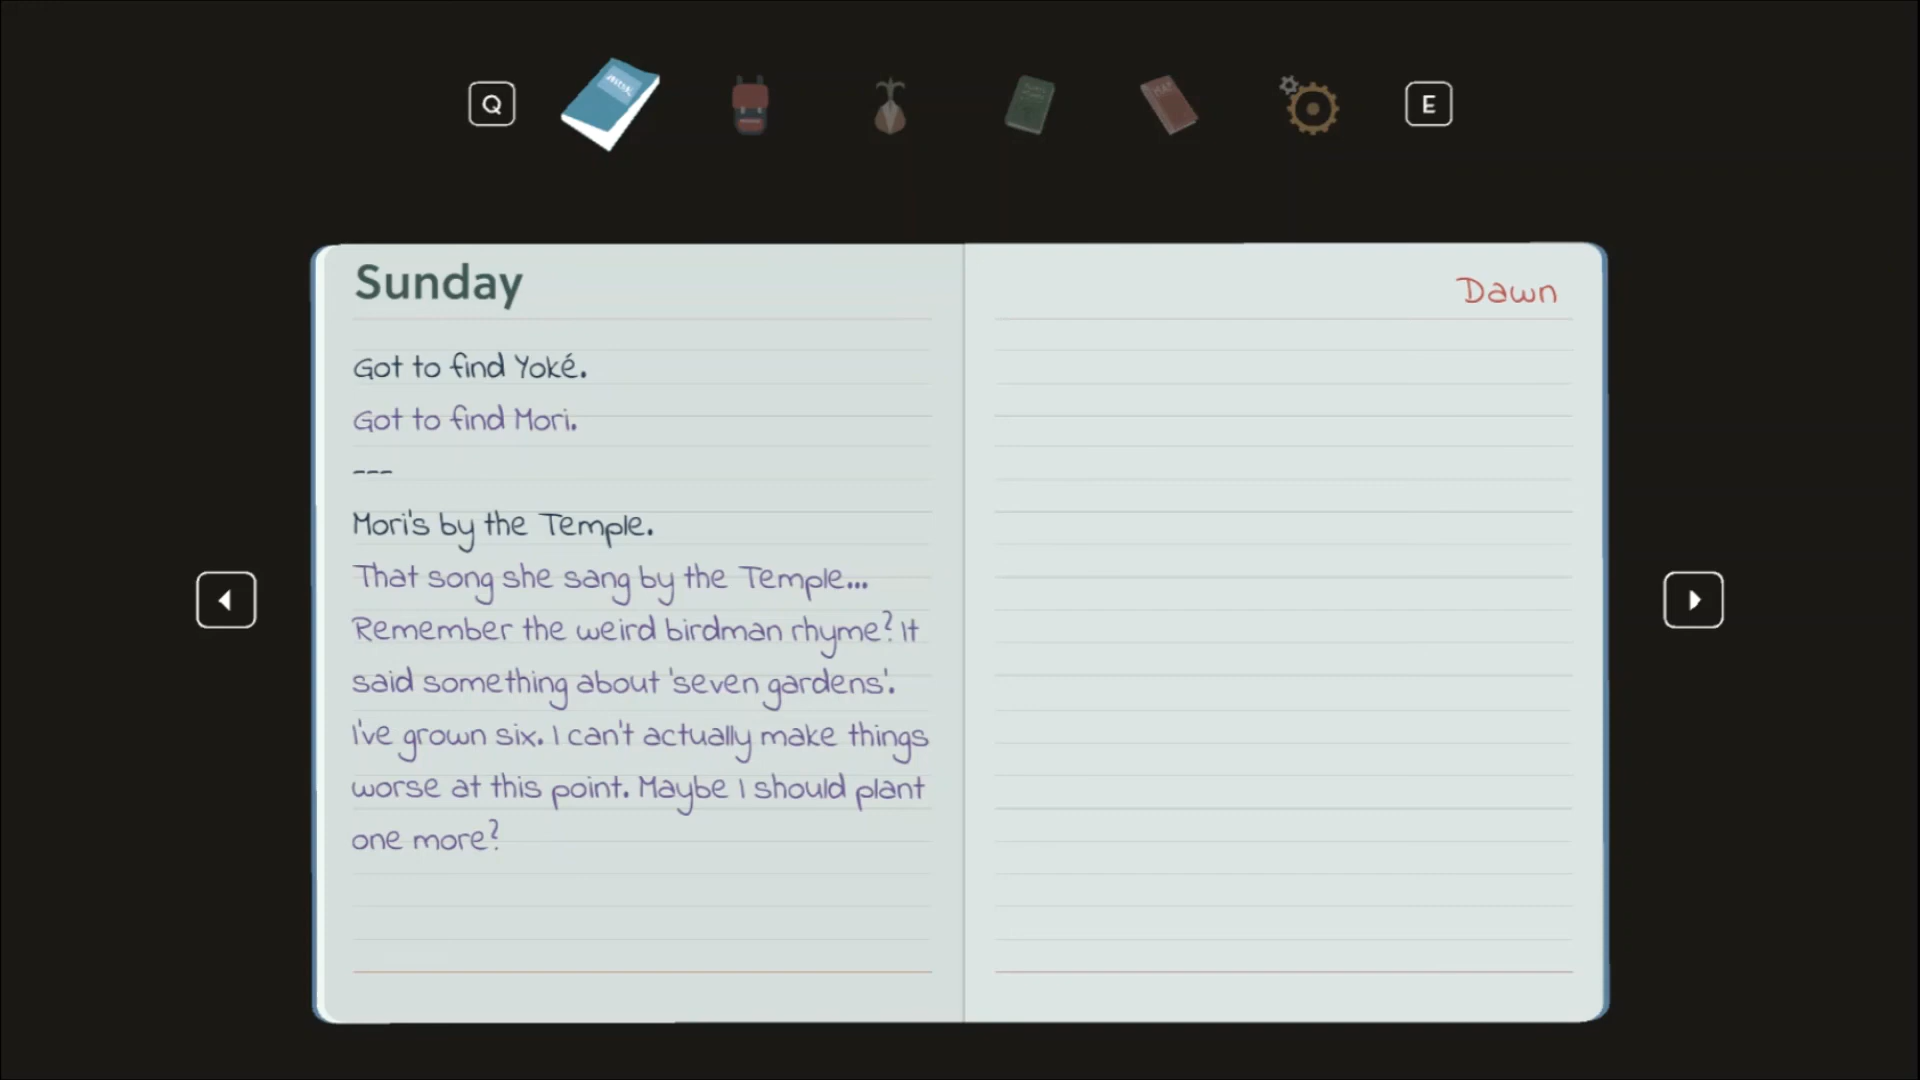 Q
E
Sunday
Dawn
Got to find Yoké.
Got to find Mori.
---
Mori's by the Temple.
That song she sang by the Temple...
Remember the weird birdman rhyme? It
said something about 'seven gardens'.
I've grown six. I can't actually make things
worse at this point. Maybe I should plant
one more?